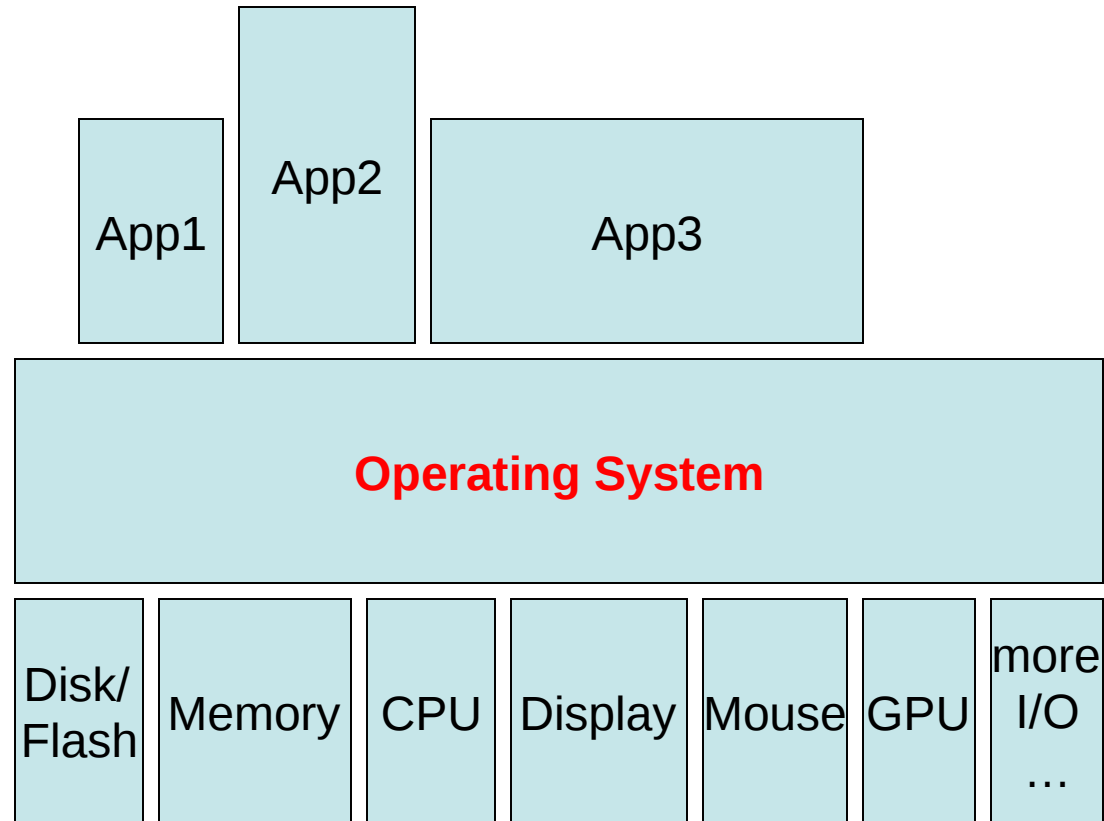 App2
App1
App3
Operating System
Disk/
Flash
Memory
CPU
Display
Mouse
GPU
more
I/O
…